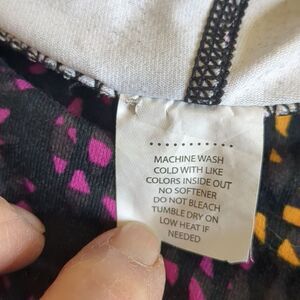 MACHINE WASH
COLD WITH LIKE
COLORS INSIDE OUT
NO SOFTENER
DO NOT BLEACH
TUMBLE DRY ON
LOW HEAT IF
NEEDED